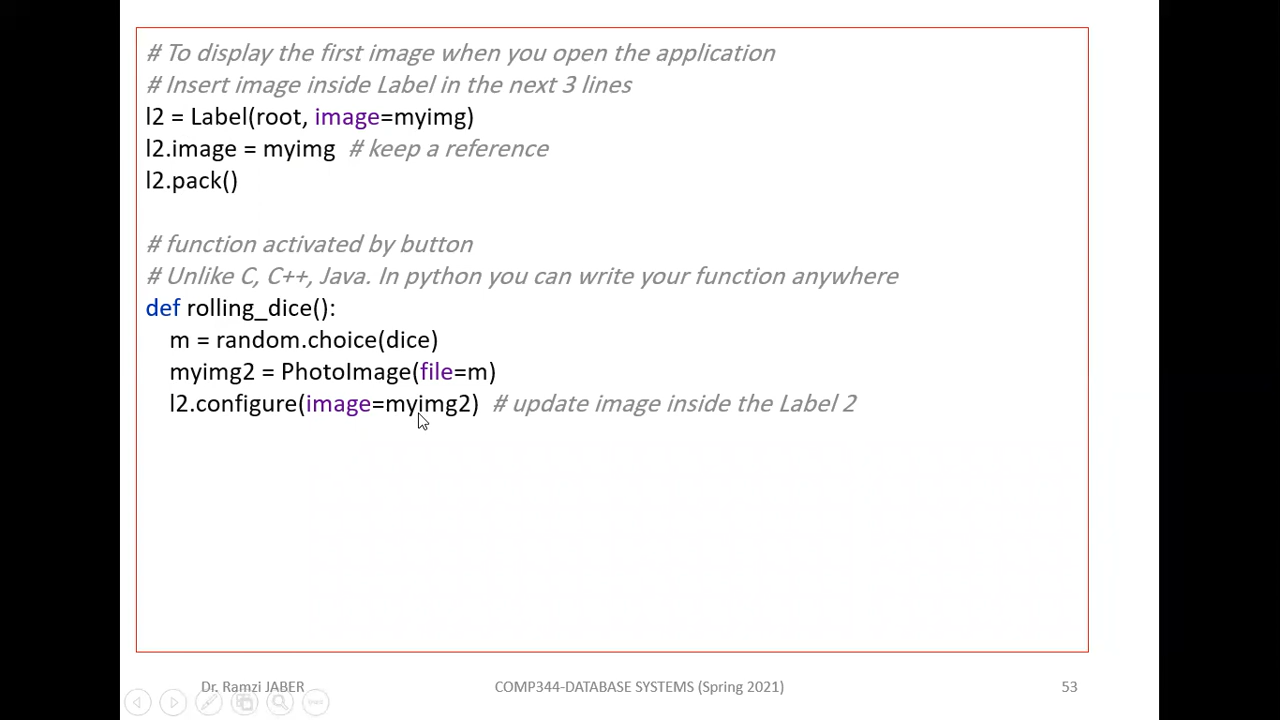 # To display the first image when you open the application
# Insert image inside Label in the next 3 lines
l2 = Label(root, image=myimg)
l2.image = myimg  # keep a reference
l2.pack()
# function activated by button
# Unlike C, C++, Java. In python you can write your function anywhere
def rolling_dice():
m = random.choice(dice)
myimg2 = PhotoImage(file=m)
l2.configure(image=myimg2)  # update image inside the Label 2
Dr. Ramzi JABER
COMP344-DATABASE SYSTEMS (Spring 2021)
53